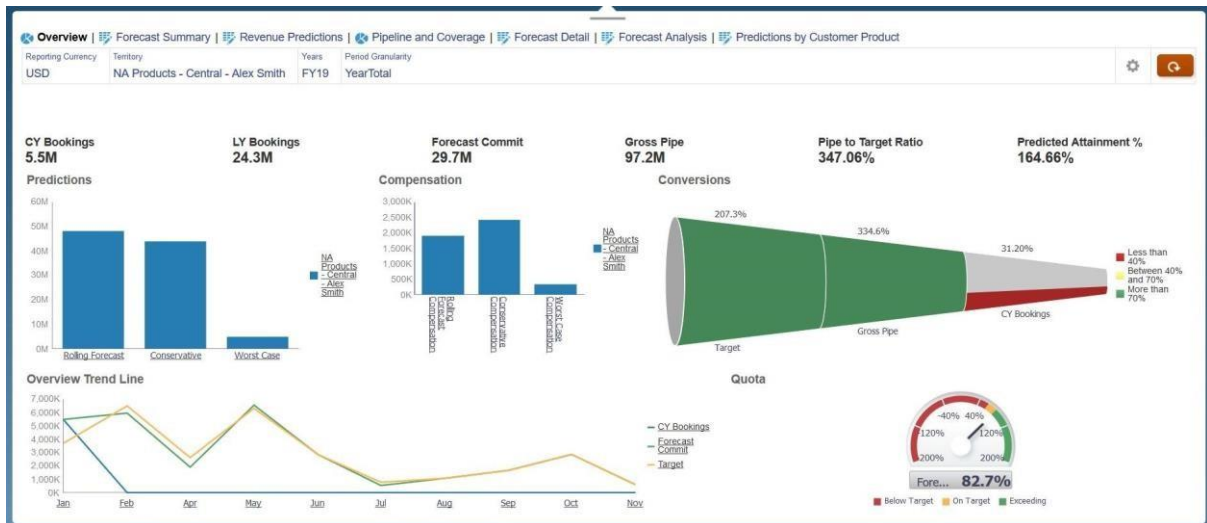 Overview | Forecast Summary | Revenue Predictions | Pipeline and Coverage | Forecast Detail | Forecast Analysis | Predictions by Customer Product
Reporting Currency Territory Years Period Granularity
USD NA Products - Central - Alex Smith FY19 YearTotal
CY Bookings LY Bookings Forecast Commit Gross Pipe Pipe to Target Ratio Predicted Attainment %
5.5M 24.3M 29.7M 97.2M 347.06% 164.66%
Predictions
60M
50M
40M
30M
20M
10M
0M
Rolling Forecast Conservative Worst Case
NA
Products
- Central
- Alex
Smith
Compensation
3,000K
2,500K
2,000K
1,500K
1,000K
500K
0K
Rolling
Forecast
Compensation
Conservative
Compensation
Worst Case
Compensation
NA
Products
- Central
- Alex
Smith
Conversions
207.3%
334.6%
31.20%
Target
Gross Pipe
CY Bookings
Less than
40%
Between 40%
and 70%
More than
70%
Overview Trend Line
7,000K
6,000K
5,000K
4,000K
3,000K
2,000K
1,000K
0K
Jan Feb Apr May Jun Jul Aug Sep Oct Nov
CY Bookings
Forecast
Commit
Target
Quota
-40% 40%
-120% 120%
-200% 200%
Fore... 82.7%
Below Target On Target Exceeding